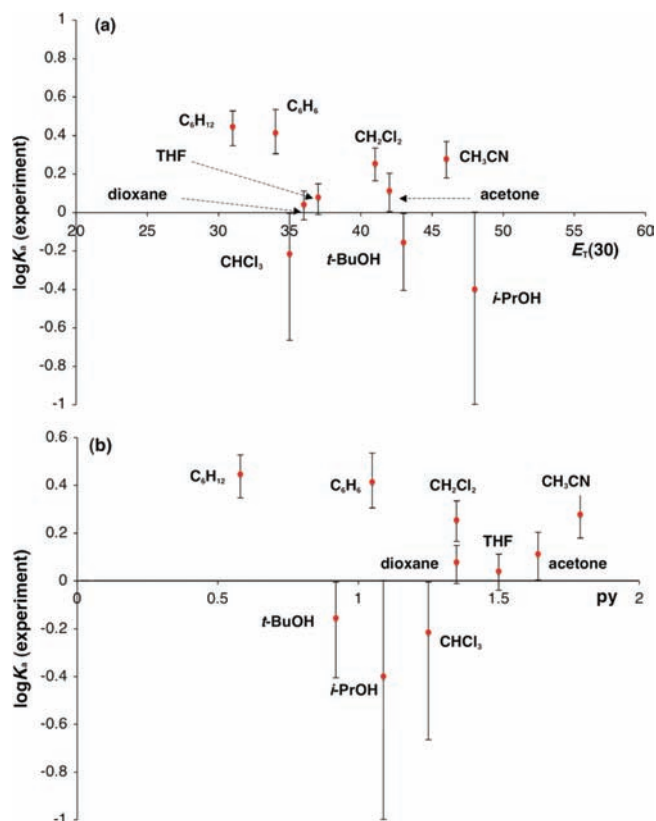 (a)
1
0.8
0.6
0.4
0.2
0
-0.2
-0.4
-0.6
-0.8
-1
logKa (experiment)
C6H12
C6H6
THF
dioxane
CH2Cl2
CH3CN
acetone
20 25 30 35 40 45 50 55 60
ET(30)
CHCl3
t-BuOH
i-PrOH
(b)
0.6
0.4
0.2
0
-0.2
-0.4
-0.6
-0.8
-1
logKa (experiment)
C6H12
C6H6
CH2Cl2
CH3CN
dioxane
THF
acetone
0 0.5 1 1.5 2
py
t-BuOH
i-PrOH
CHCl3